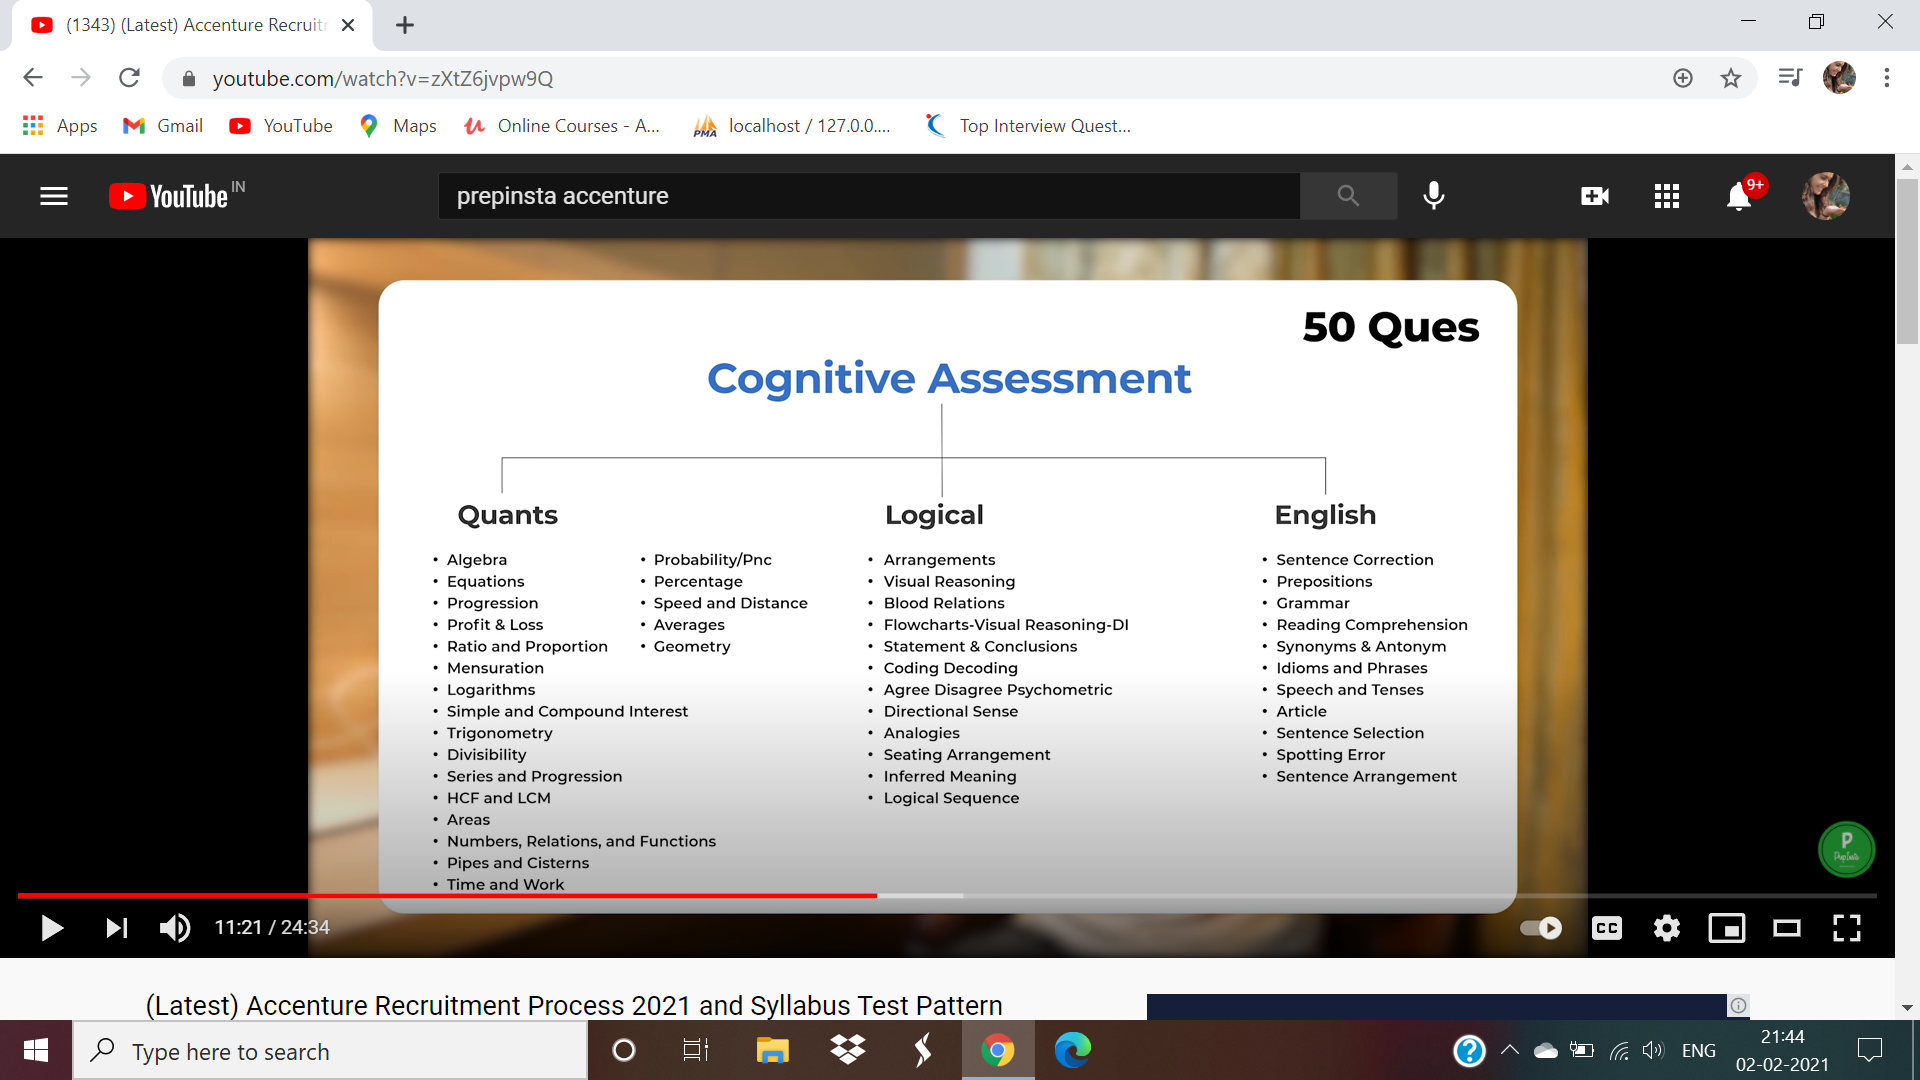 (1343) (Latest) Accenture Recruit
youtube.com/watch?v=zXtZ6jvpw9Q
Apps
Gmail
YouTube
Maps
Online Courses - A...
PMA
localhost / 127.0.0....
Top Interview Quest...
YouTube IN
prepinsta accenture
9+
50 Ques
Cognitive Assessment
Quants
• Algebra
• Equations
• Progression
• Profit & Loss
• Ratio and Proportion
• Mensuration
• Logarithms
• Simple and Compound Interest
• Trigonometry
• Divisibility
• Series and Progression
• HCF and LCM
• Areas
• Numbers, Relations, and Functions
• Pipes and Cisterns
• Time and Work
• Probability/Pnc
• Percentage
• Speed and Distance
• Averages
• Geometry
Logical
• Arrangements
• Visual Reasoning
• Blood Relations
• Flowcharts-Visual Reasoning-DI
• Statement & Conclusions
• Coding Decoding
• Agree Disagree Psychometric
• Directional Sense
• Analogies
• Seating Arrangement
• Inferred Meaning
• Logical Sequence
English
• Sentence Correction
• Prepositions
• Grammar
• Reading Comprehension
• Synonyms & Antonym
• Idioms and Phrases
• Speech and Tenses
• Article
• Sentence Selection
• Spotting Error
• Sentence Arrangement
P
PrepInsta
11:21 / 24:34
CC
(Latest) Accenture Recruitment Process 2021 and Syllabus Test Pattern
Type here to search
ENG
21:44
02-02-2021